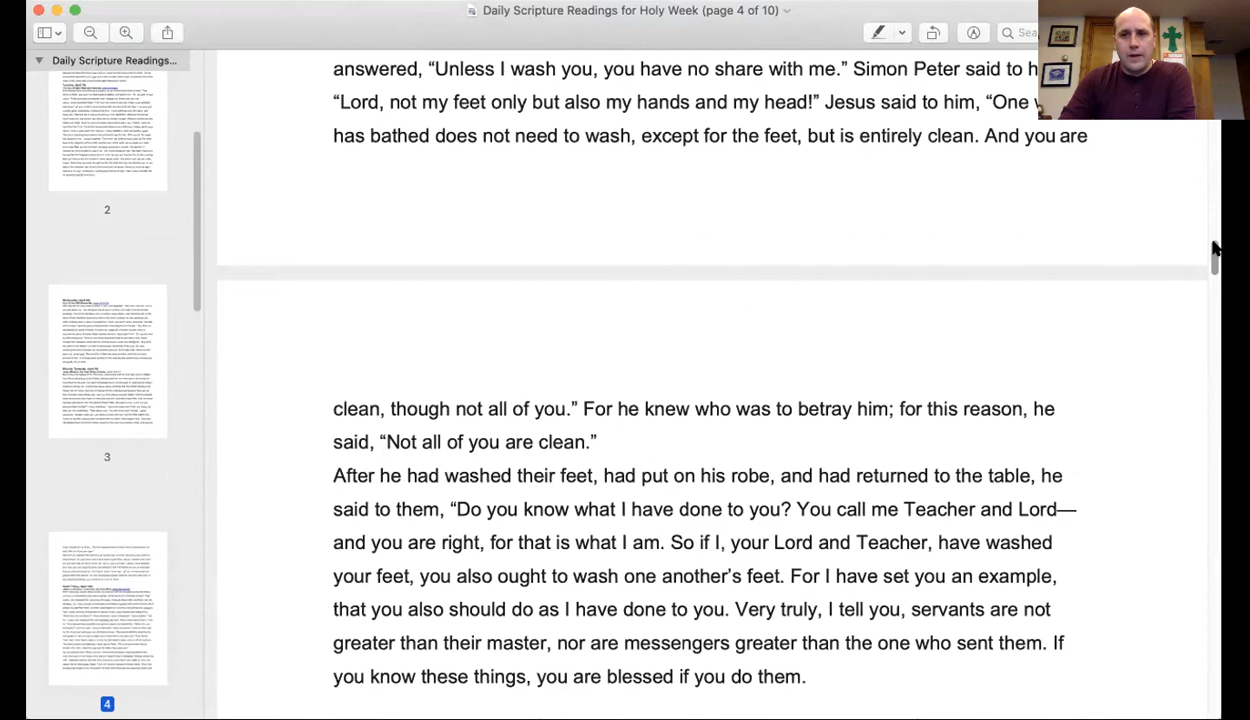 Daily Scripture Readings for Holy Week (page 4 of 10)
Daily Scripture Readings...
Sea
2
3
4
answered, “Unless I wash you, you have no share with me.” Simon Peter said to h
“Lord, not my feet only but also my hands and my head!” Jesus said to him, “One
has bathed does not need to wash, except for the feet, but is entirely clean. And you are
clean, though not all of you.” For he knew who was to betray him; for this reason, he
said, “Not all of you are clean.”
After he had washed their feet, had put on his robe, and had returned to the table, he
said to them, “Do you know what I have done to you? You call me Teacher and Lord—
and you are right, for that is what I am. So if I, your Lord and Teacher, have washed
your feet, you also ought to wash one another’s feet. For I have set you an example,
that you also should do as I have done to you. Very truly, I tell you, servants are not
greater than their master, nor are messengers greater than the one who sent them. If
you know these things, you are blessed if you do them.